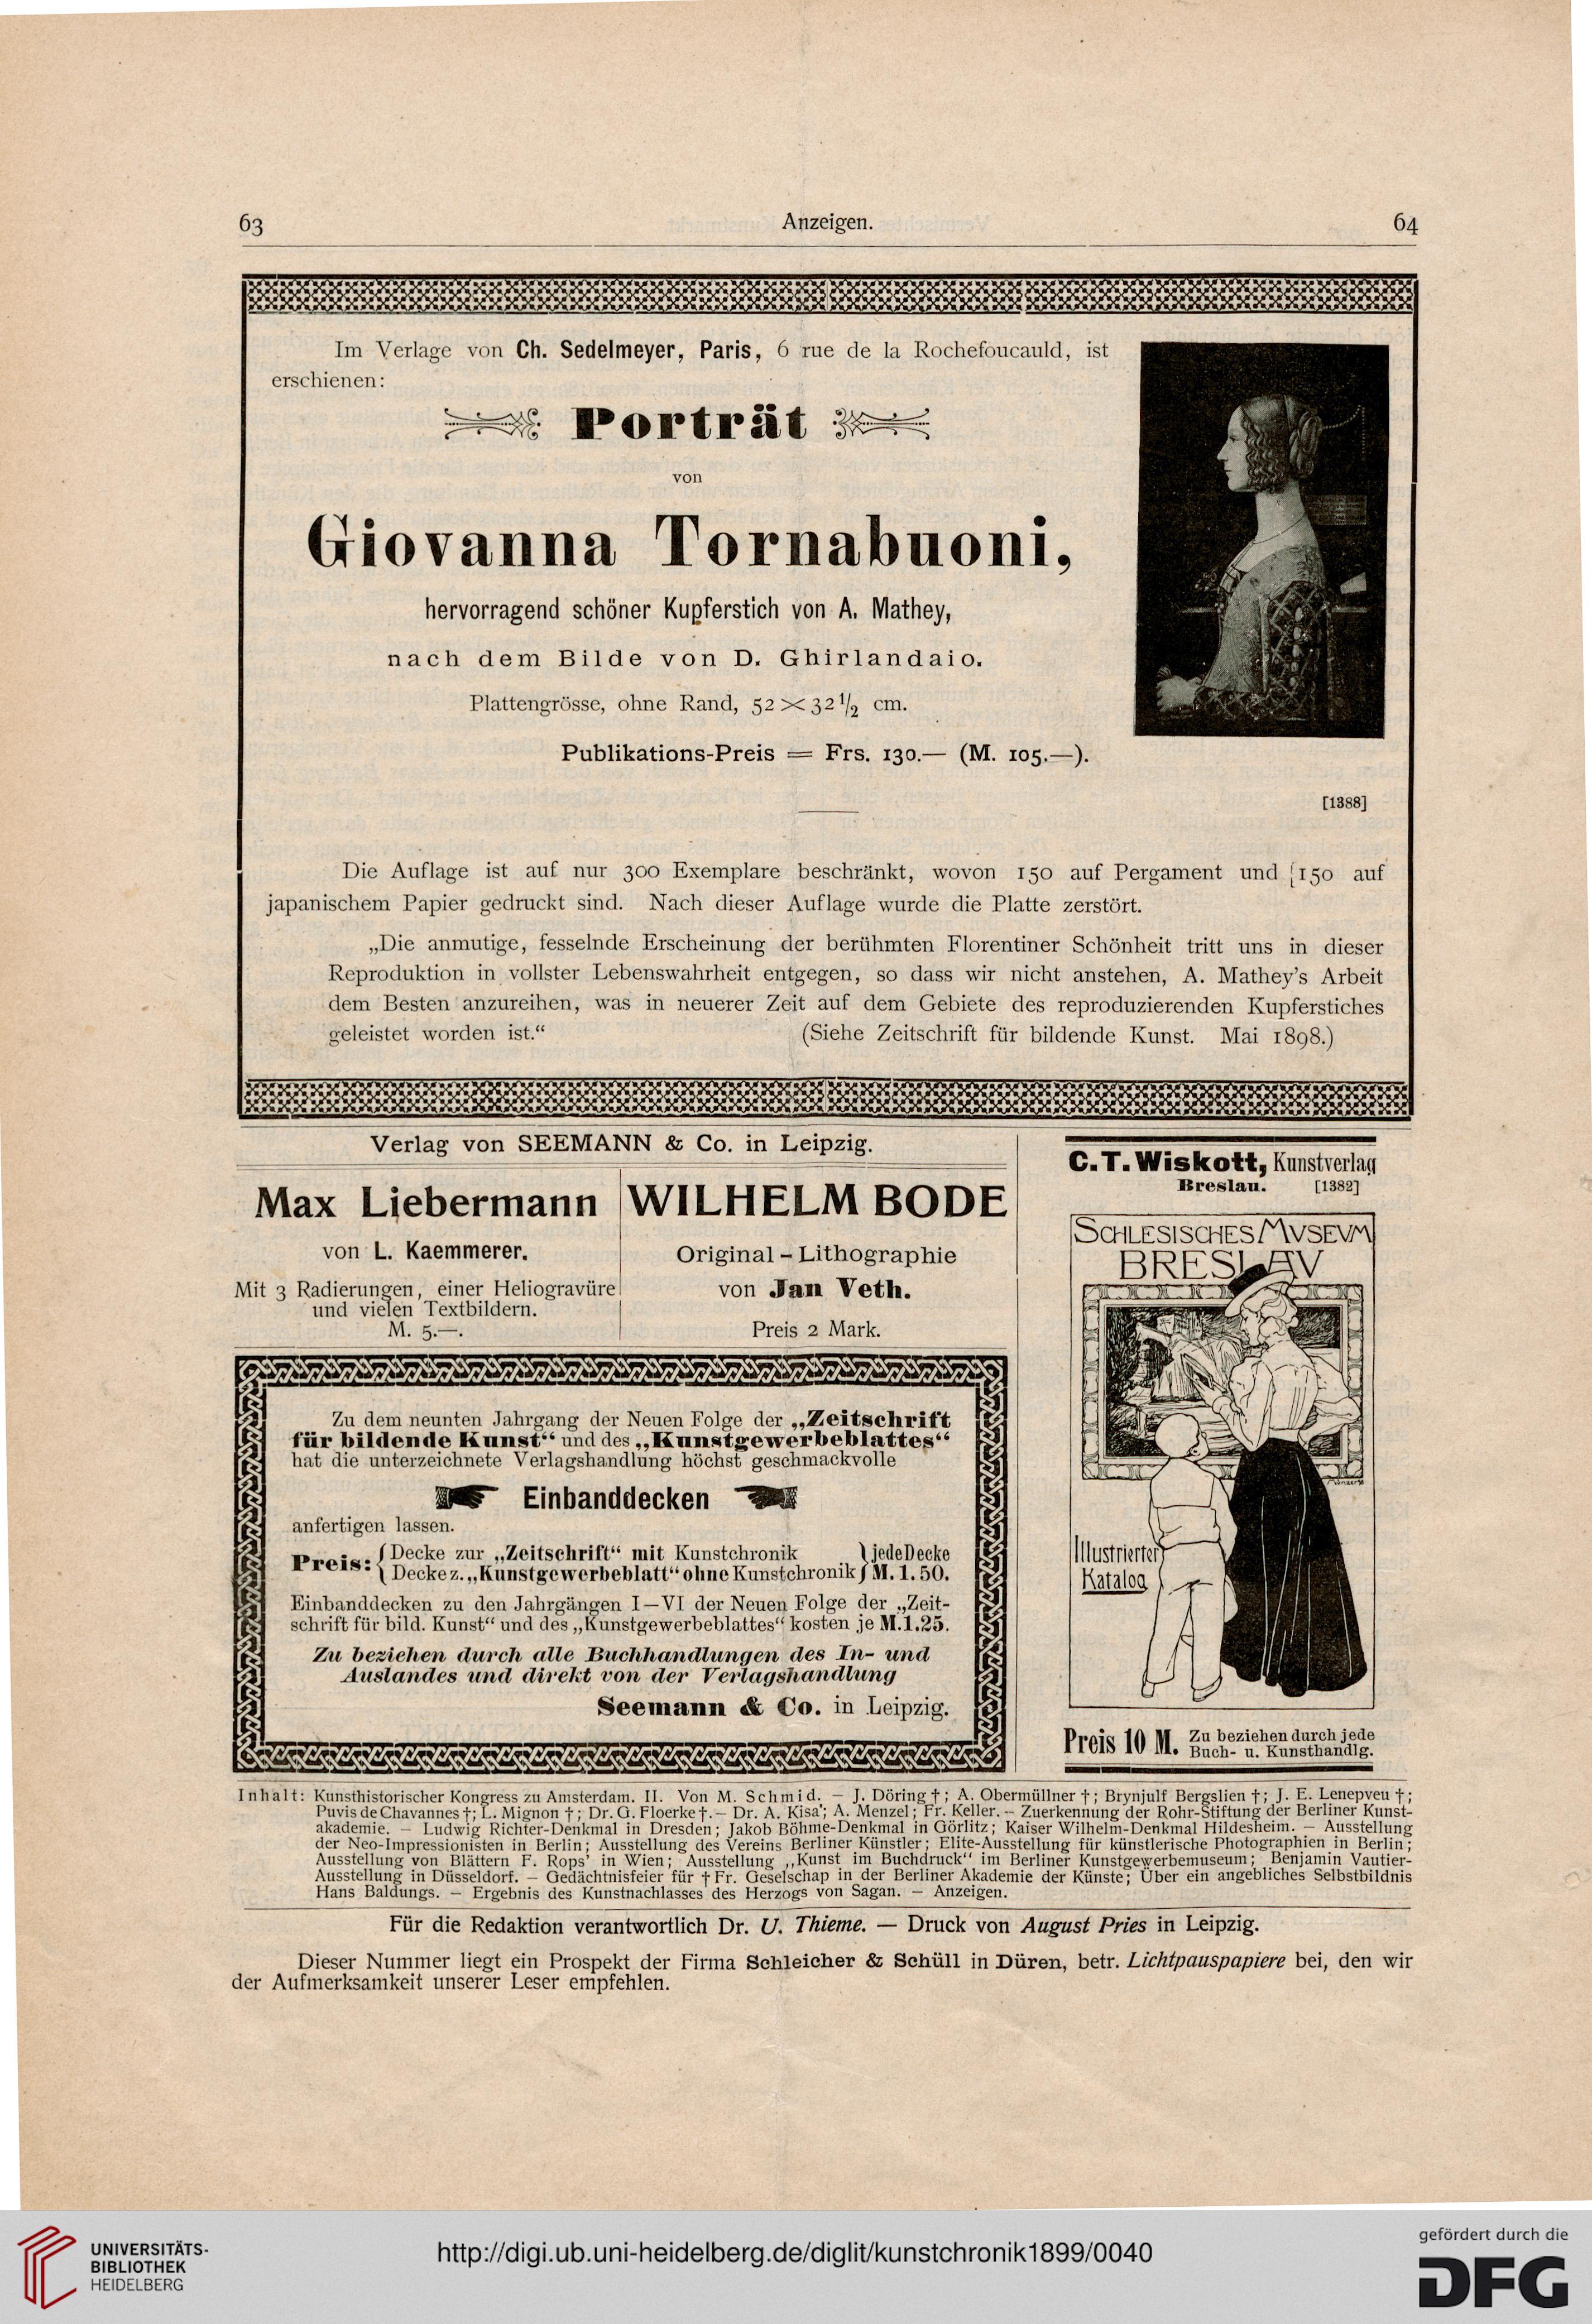 63
Anzeigen.
64
Im Verlage von Ch. Sedelmeyer, Paris, 6 rue de la Rochefoucauld, ist
erschienen:
Porträt
von
Giovanna Tornabuoni,
hervorragend schöner Kupferstich von A. Mathey,
nach dem Bilde von D. Ghirlandaio.
Plattengrösse, ohne Rand, 52×32½ cm.
Publikations-Preis = Frs. 130.— (M. 105.—).
[1388]
Die Auflage ist auf nur 300 Exemplare beschränkt, wovon 150 auf Pergament und 150 auf
japanischem Papier gedruckt sind. Nach dieser Auflage wurde die Platte zerstört.
„Die anmutige, fesselnde Erscheinung der berühmten Florentiner Schönheit tritt uns in dieser
Reproduktion in vollster Lebenswahrheit entgegen, so dass wir nicht anstehen, A. Mathey's Arbeit
dem Besten anzureihen, was in neuerer Zeit auf dem Gebiete des reproduzierenden Kupferstiches
geleistet worden ist.“ (Siehe Zeitschrift für bildende Kunst. Mai 1898.)
Verlag von SEEMANN & Co. in Leipzig.
Max Liebermann
von L. Kaemmerer.
Mit 3 Radierungen, einer Heliogravüre
und vielen Textbildern.
M. 5.—.
WILHELM BODE
Original - Lithographie
von Jan Veth.
Preis 2 Mark.
Zu dem neunten Jahrgang der Neuen Folge der „Zeitschrift
für bildende Kunst“ und des „Kunstgewerbeblattes“
hat die unterzeichnete Verlagshandlung höchst geschmackvolle
Einbanddecken
anfertigen lassen.
Preis: { Decke zur „Zeitschrift“ mit Kunstchronik } jede Decke
{ Decke z. „Kunstgewerbeblatt“ ohne Kunstchronik } M. 1.50.
Einbanddecken zu den Jahrgängen I—VI der Neuen Folge der „Zeit-
schrift für bild. Kunst“ und des „Kunstgewerbeblattes“ kosten je M.1.25.
Zu beziehen durch alle Buchhandlungen des In- und
Auslandes und direkt von der Verlagshandlung
Seemann & Co. in Leipzig.
C. T. Wiskott, Kunstverlag
Breslau. [1382]
SCHLESISCHES MVSEVM
BRESLAV
Illustrierter
Katalog
Preis 10 M. Zu beziehen durch jede
Buch- u. Kunsthandlg.
Inhalt: Kunsthistorischer Kongress zu Amsterdam. II. Von M. Schmid. — J. Döring †; A. Obermüllner †; Brynjulf Bergslien †; J. E. Lenepveu †;
Puvis de Chavannes †; L. Mignon †; Dr. G. Floerke †. — Dr. A. Kisa; A. Menzel; Fr. Keller. — Zuerkennung der Rohr-Stiftung der Berliner Kunst-
akademie. — Ludwig Richter-Denkmal in Dresden; Jakob Böhme-Denkmal in Görlitz; Kaiser Wilhelm-Denkmal Hildesheim. — Ausstellung
der Neo-Impressionisten in Berlin; Ausstellung des Vereins Berliner Künstler; Elite-Ausstellung für künstlerische Photographien in Berlin;
Ausstellung von Blättern F. Rops' in Wien; Ausstellung „Kunst im Buchdruck“ im Berliner Kunstgewerbemuseum; Benjamin Vautier-
Ausstellung in Düsseldorf. — Gedächtnisfeier für † Fr. Geselschap in der Berliner Akademie der Künste; Über ein angebliches Selbstbildnis
Hans Baldungs. — Ergebnis des Kunstnachlasses des Herzogs von Sagan. — Anzeigen.
Für die Redaktion verantwortlich Dr. U. Thieme. — Druck von August Pries in Leipzig.
Dieser Nummer liegt ein Prospekt der Firma Schleicher & Schüll in Düren, betr. Lichtpauspapiere bei, den wir
der Aufmerksamkeit unserer Leser empfehlen.
UNIVERSITÄTS-
BIBLIOTHEK
HEIDELBERG
http://digi.ub.uni-heidelberg.de/diglit/kunstchronik1899/0040
gefördert durch die
DFG